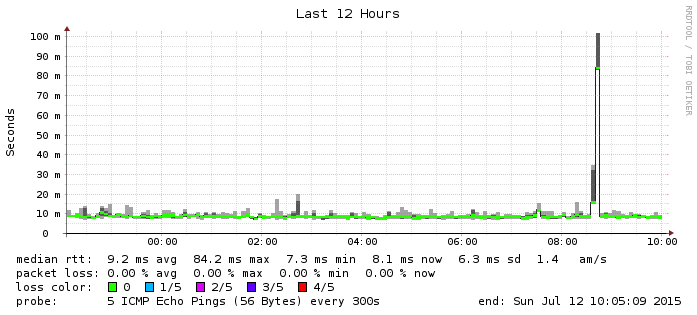 Last 12 Hours
RRDTOOL / TOBI OETIKER
Seconds
100 m
90 m
80 m
70 m
60 m
50 m
40 m
30 m
20 m
10 m
0
00:00 02:00 04:00 06:00 08:00 10:00
median rtt: 9.2 ms avg 84.2 ms max 7.3 ms min 8.1 ms now 6.3 ms sd 1.4 am/s
packet loss: 0.00 % avg 0.00 % max 0.00 % min 0.00 % now
loss color: 0 1/5 2/5 3/5 4/5
probe: 5 ICMP Echo Pings (56 Bytes) every 300s end: Sun Jul 12 10:05:09 2015